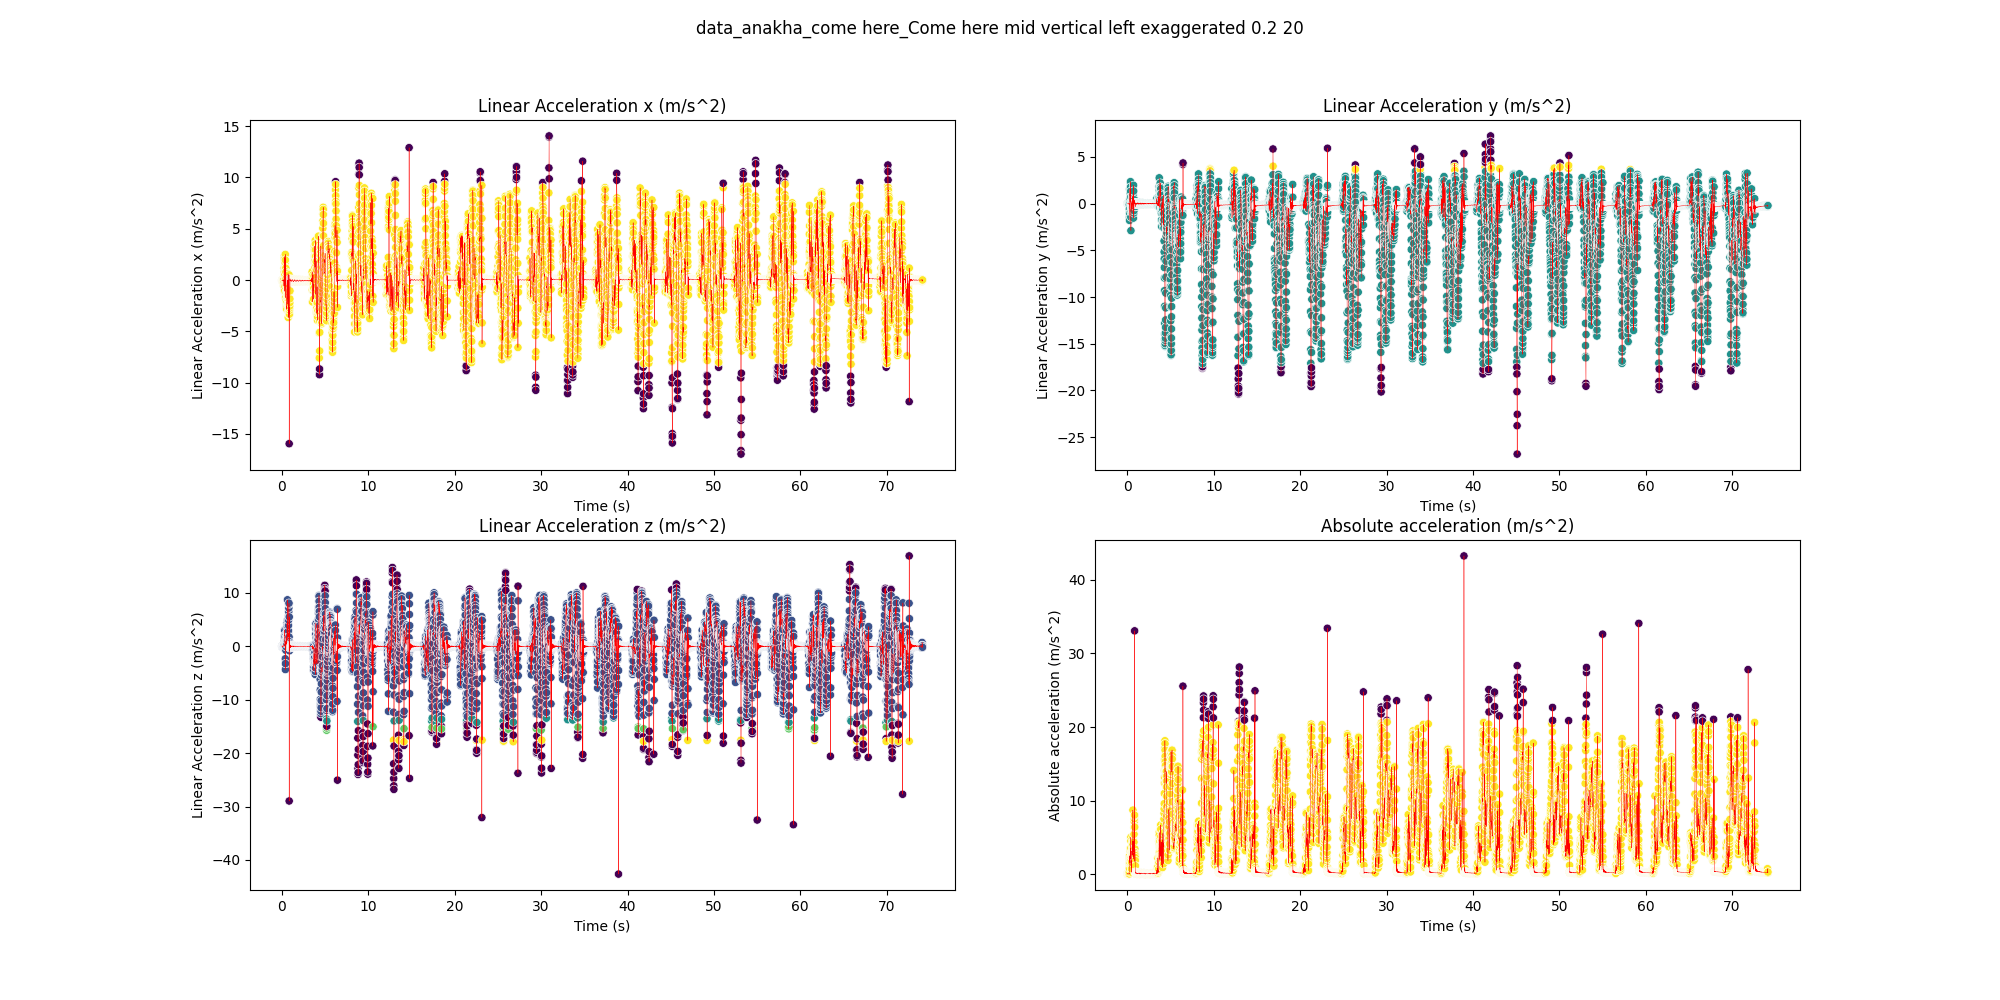 data_anakha_come here_Come here mid vertical left exaggerated 0.2 20
Linear Acceleration x (m/s^2)
Linear Acceleration x (m/s^2)
15
10
5
0
−5
−10
−15
0 10 20 30 40 50 60 70
Time (s)
Linear Acceleration y (m/s^2)
Linear Acceleration y (m/s^2)
5
0
−5
−10
−15
−20
−25
0 10 20 30 40 50 60 70
Time (s)
Linear Acceleration z (m/s^2)
Linear Acceleration z (m/s^2)
10
0
−10
−20
−30
−40
0 10 20 30 40 50 60 70
Time (s)
Absolute acceleration (m/s^2)
Absolute acceleration (m/s^2)
40
30
20
10
0
0 10 20 30 40 50 60 70
Time (s)